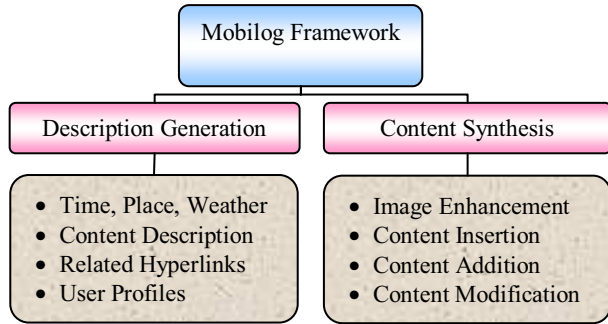 Mobilog Framework
Description Generation
Content Synthesis
• Time, Place, Weather
• Content Description
• Related Hyperlinks
• User Profiles
• Image Enhancement
• Content Insertion
• Content Addition
• Content Modification